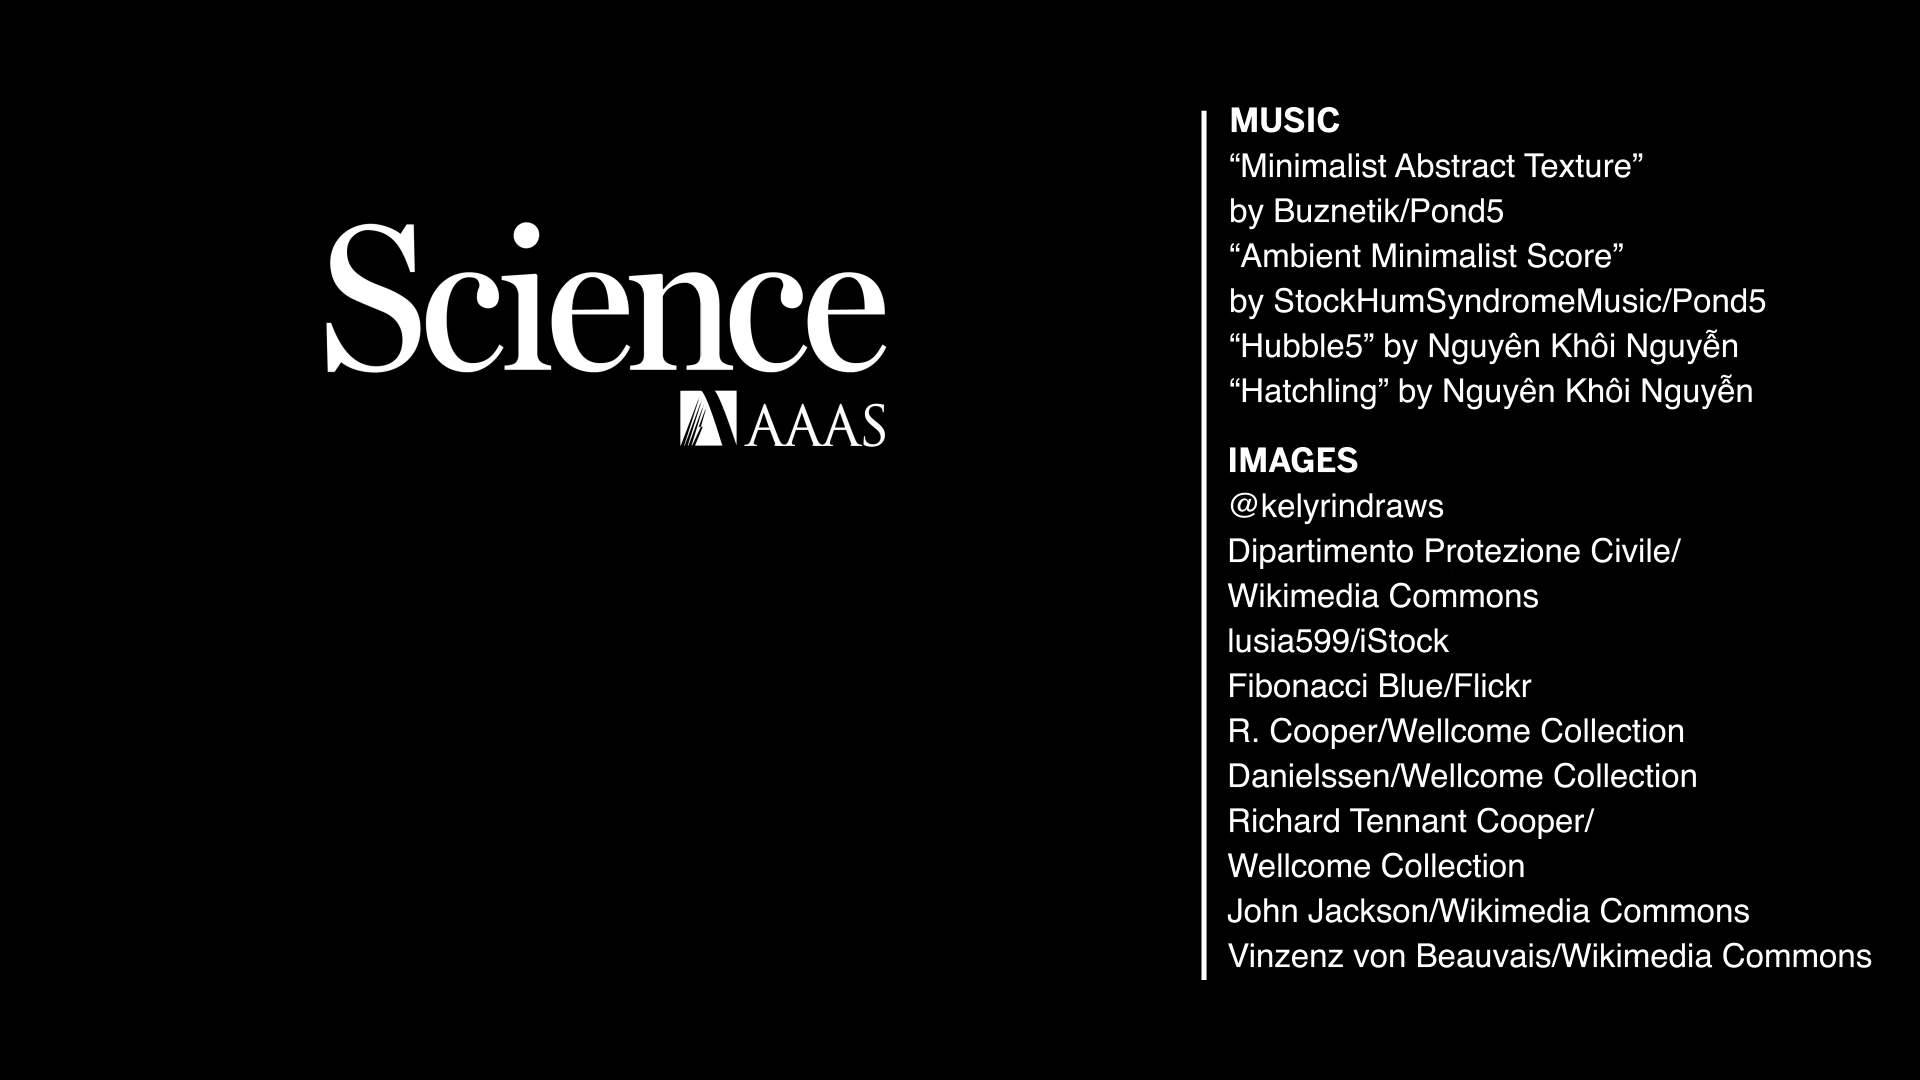 Science
AAAS
MUSIC
“Minimalist Abstract Texture”
by Buznetik/Pond5
“Ambient Minimalist Score”
by StockHumSyndromeMusic/Pond5
“Hubble5” by Nguyên Khôi Nguyễn
“Hatchling” by Nguyên Khôi Nguyễn
IMAGES
@kelyrindraws
Dipartimento Protezione Civile/
Wikimedia Commons
lusia599/iStock
Fibonacci Blue/Flickr
R. Cooper/Wellcome Collection
Danielssen/Wellcome Collection
Richard Tennant Cooper/
Wellcome Collection
John Jackson/Wikimedia Commons
Vinzenz von Beauvais/Wikimedia Commons